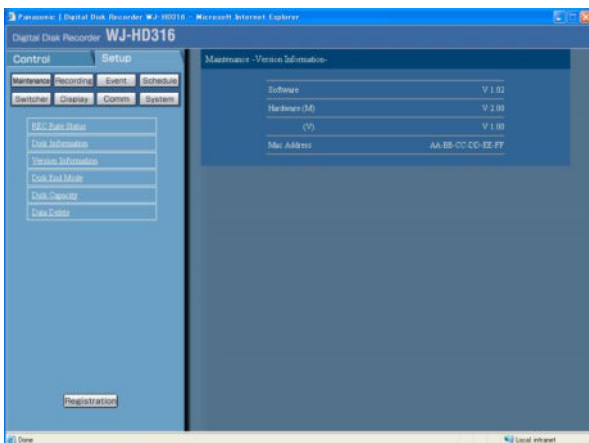 Panasonic | Digital Disk Recorder WJ-HD316 - Microsoft Internet Explorer
Digital Disk Recorder WJ-HD316
Control Setup
Maintenance -Version Information-
Maintenance Recording Event Schedule
Switcher Display Comm System
Software V 1.02
Hardware (M) V 2.00
(V) V 1.00
Mac Address AA-BB-CC-DD-EE-FF
REC Rate Status
Disk Information
Version Information
Disk End Mode
Disk Capacity
Data Delete
Registration
Done
Local intranet